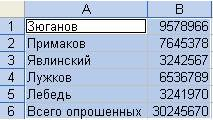 A B
1 Зюганов 9578966
2 Примаков 7645378
3 Явлинский 3242567
4 Лужков 6536789
5 Лебедь 3241970
6 Всего опрошенных 30245670